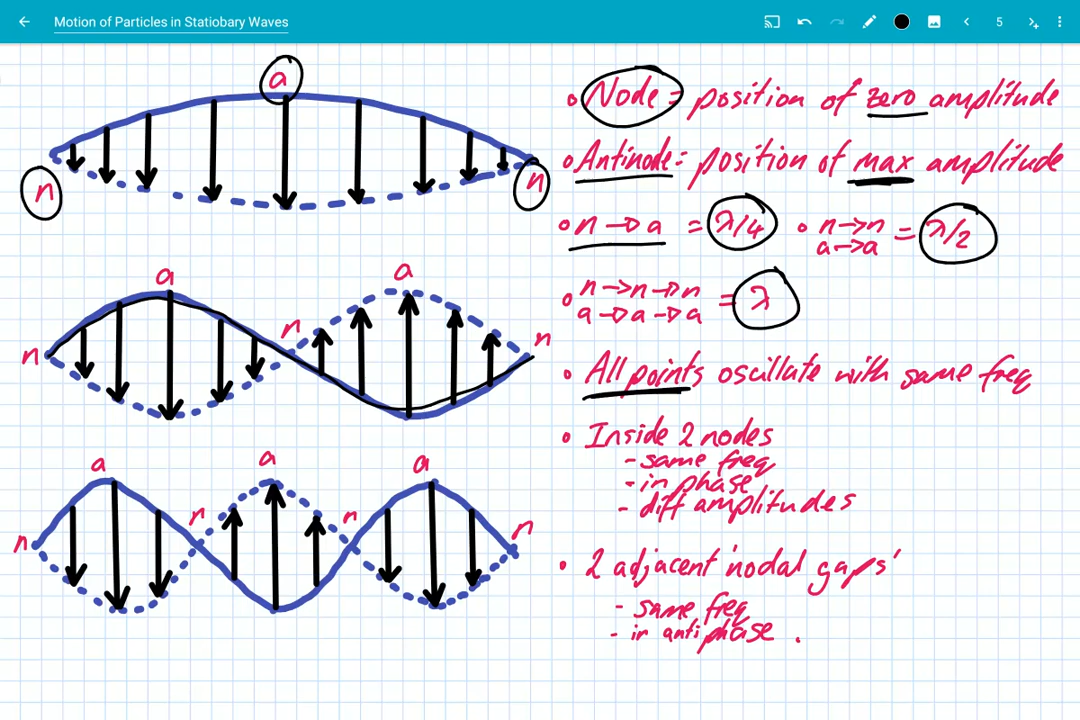 Motion of Particles in Statiobary Waves
5
a
n
n
a
a
n
n
n
a
a
a
n
n
n
n
• Node = position of zero amplitude
• Antinode = position of max amplitude
• n → a = λ/4
• n → n
a → a = λ/2
• n → n → n
a → a → a = λ
• All points oscillate with same freq
• Inside 2 nodes
- same freq
- in phase
- diff amplitudes
• 2 adjacent 'nodal gaps'
- same freq
- in antiphase .